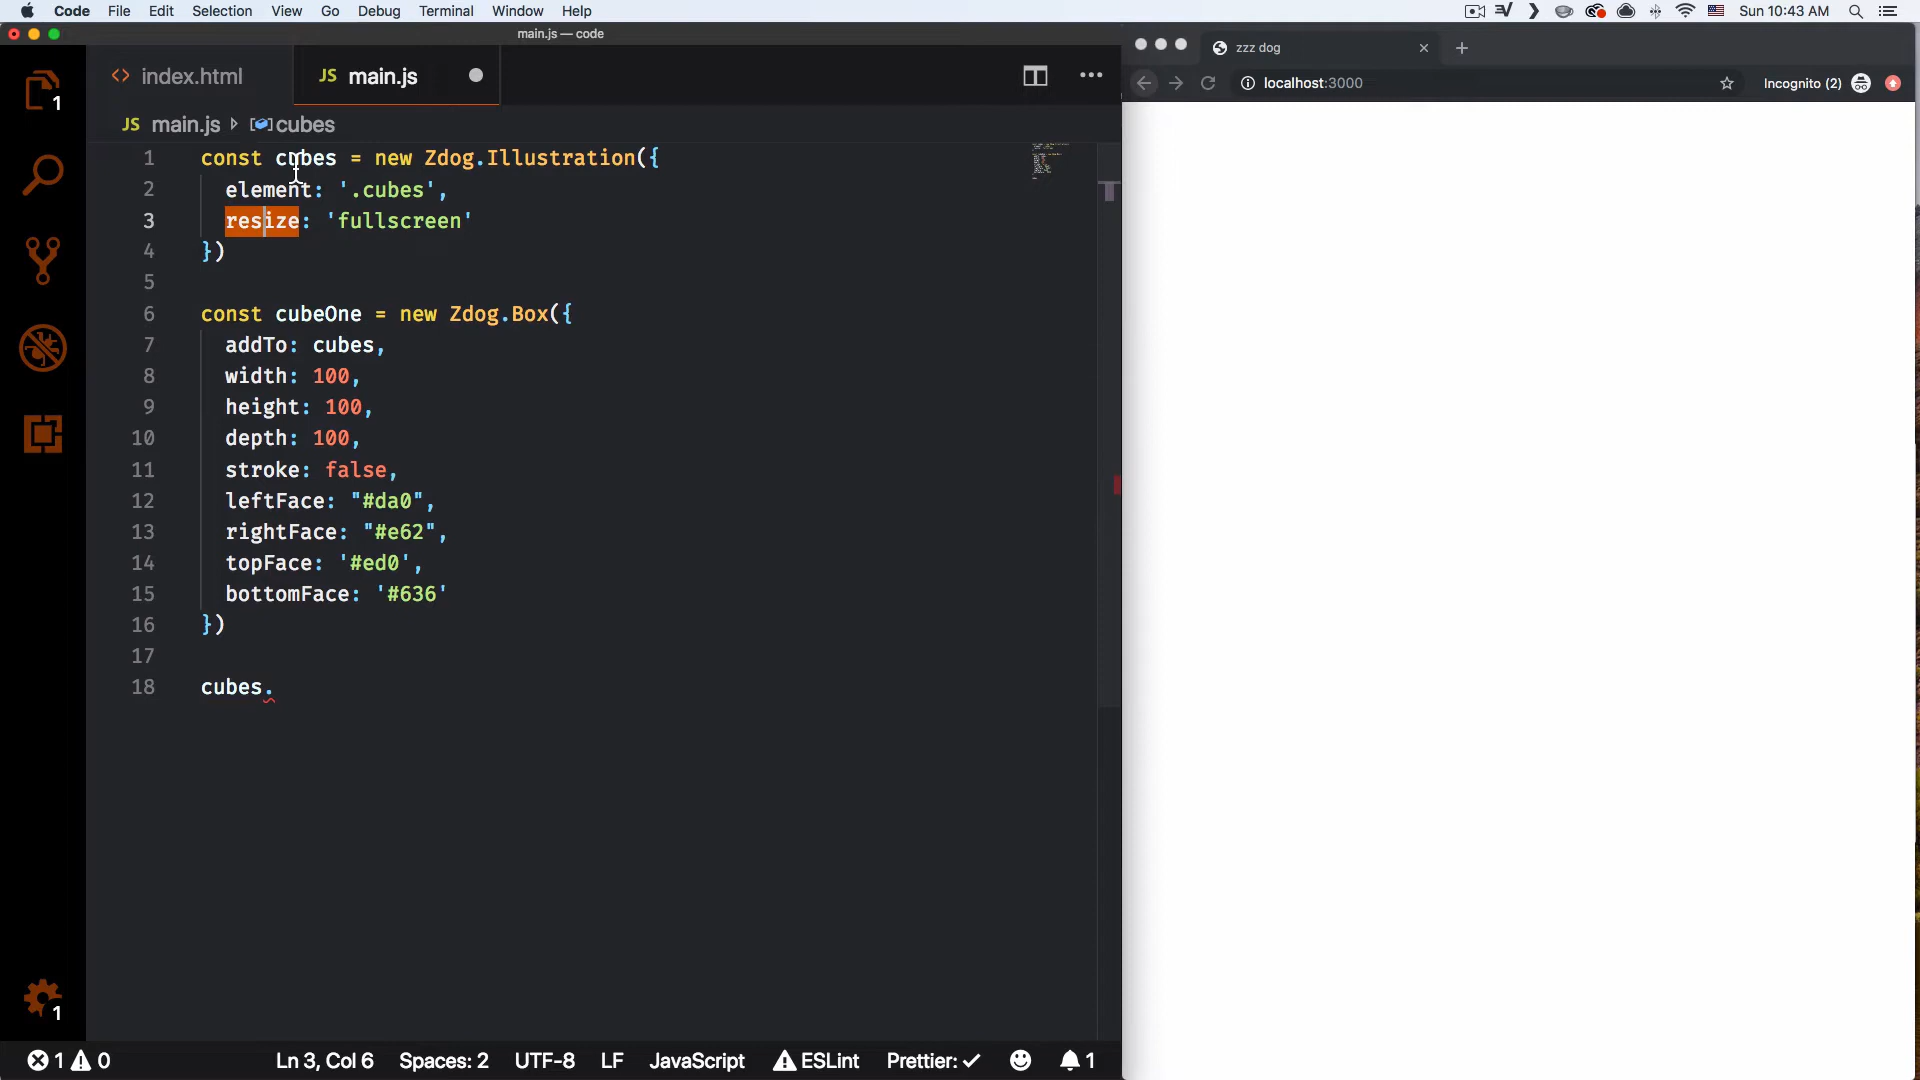 Code File Edit Selection View Go Debug Terminal Window Help
Sun 10:43 AM
main.js — code
index.html
JS main.js
JS main.js cubes
1 const cubes = new Zdog.Illustration({
2 element: '.cubes',
3 resize: 'fullscreen'
4 })
5
6 const cubeOne = new Zdog.Box({
7 addTo: cubes,
8 width: 100,
9 height: 100,
10 depth: 100,
11 stroke: false,
12 leftFace: "#da0",
13 rightFace: "#e62",
14 topFace: '#ed0',
15 bottomFace: '#636'
16 })
17
18 cubes.
1
1
1 0 Ln 3, Col 6 Spaces: 2 UTF-8 LF JavaScript ESLint Prettier: ✓ 1
zzz dog
localhost:3000
Incognito (2)